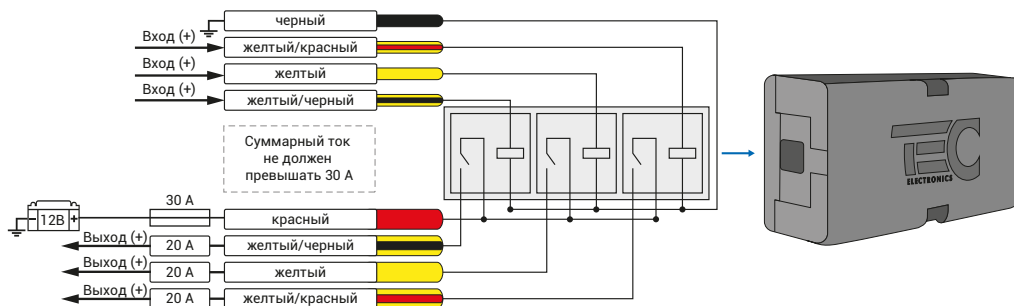 черный
Вход (+)
желтый/красный
Вход (+)
желтый
Вход (+)
желтый/черный
Суммарный ток
не должен
превышать 30 А
TEC
ELECTRONICS
30 А
- 12В +
красный
Выход (+)
20 А
желтый/черный
Выход (+)
20 А
желтый
Выход (+)
20 А
желтый/красный